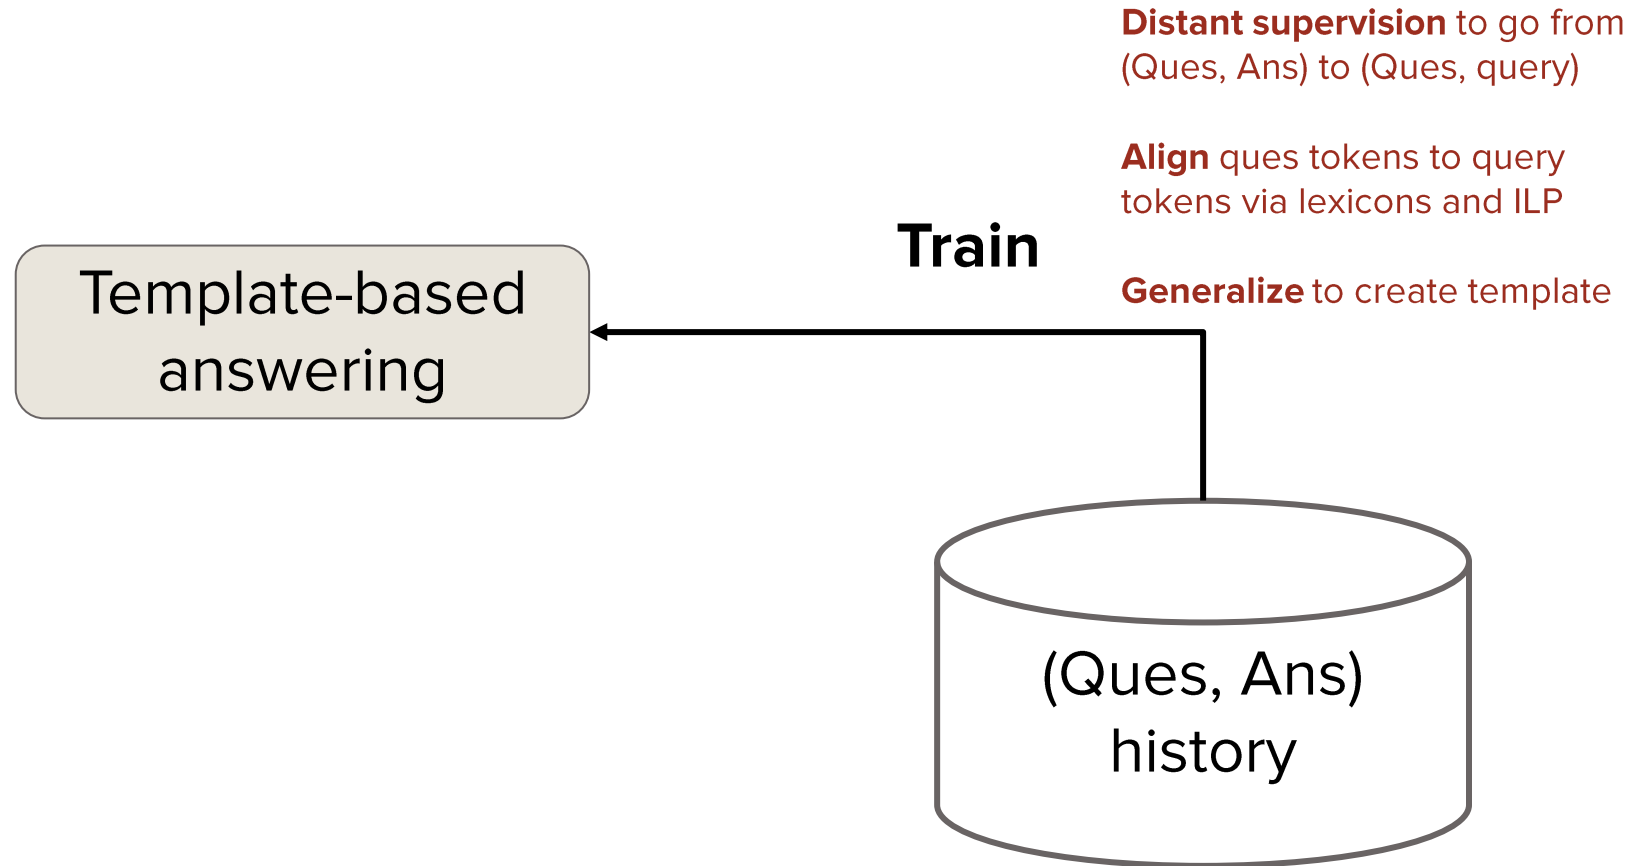 Distant supervision to go from
(Ques, Ans) to (Ques, query)
Align ques tokens to query
tokens via lexicons and ILP
Generalize to create template
Train
Template-based
answering
(Ques, Ans)
history